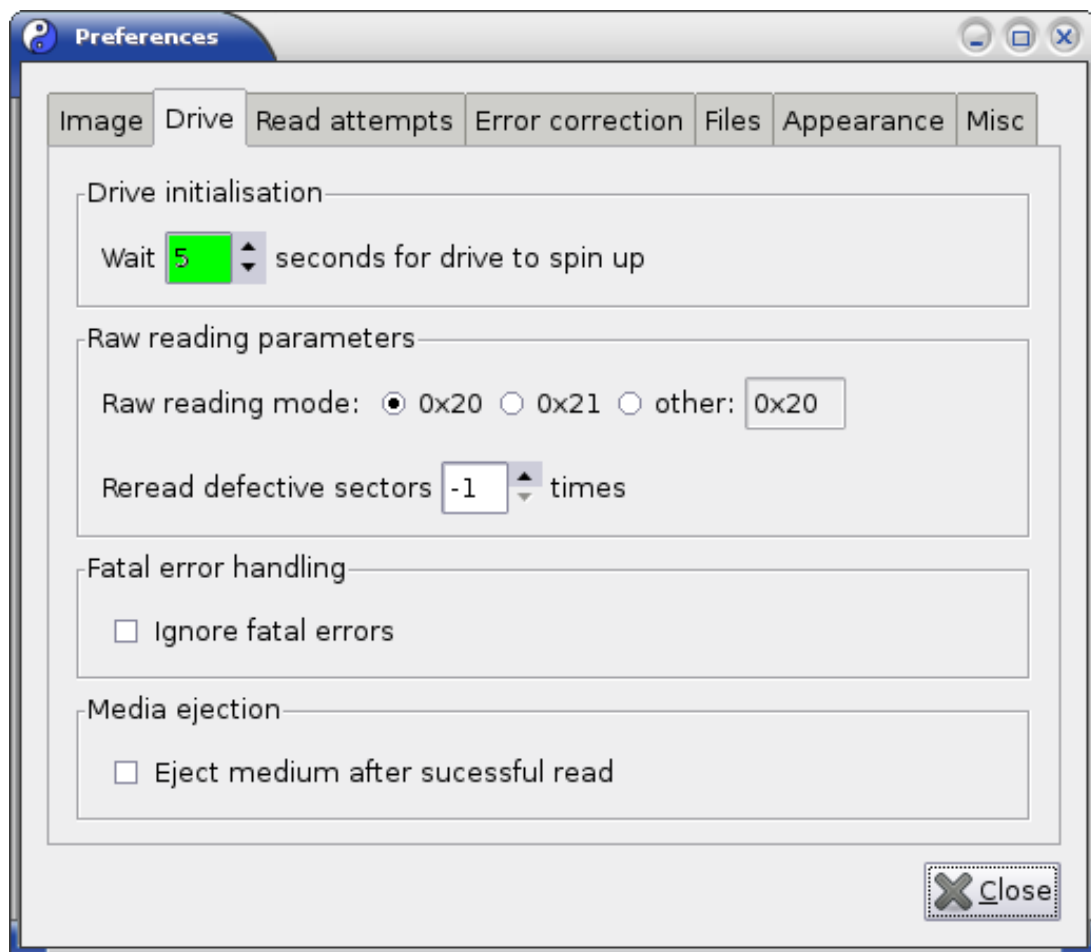 Preferences
Image Drive Read attempts Error correction Files Appearance Misc
Drive initialisation
Wait 5 seconds for drive to spin up
Raw reading parameters
Raw reading mode: 0x20 0x21 other: 0x20
Reread defective sectors -1 times
Fatal error handling
Ignore fatal errors
Media ejection
Eject medium after sucessful read
Close